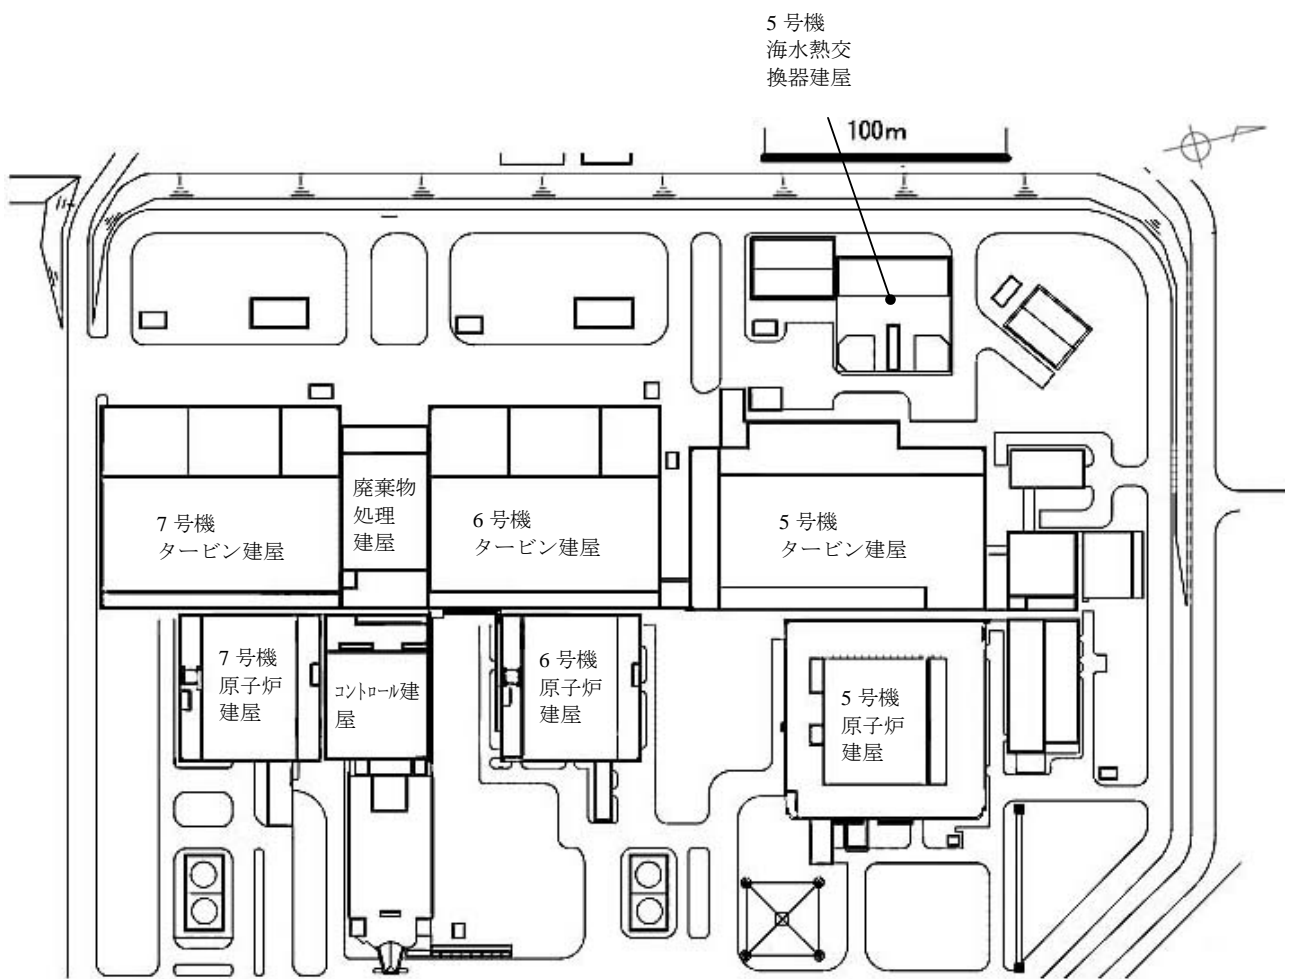 5 号機
海水熱交
換器建屋
100m
7 号機
タービン建屋
廃棄物
処理
建屋
6 号機
タービン建屋
5 号機
タービン建屋
7 号機
原子炉
建屋
コントロール建
屋
6 号機
原子炉
建屋
5 号機
原子炉
建屋